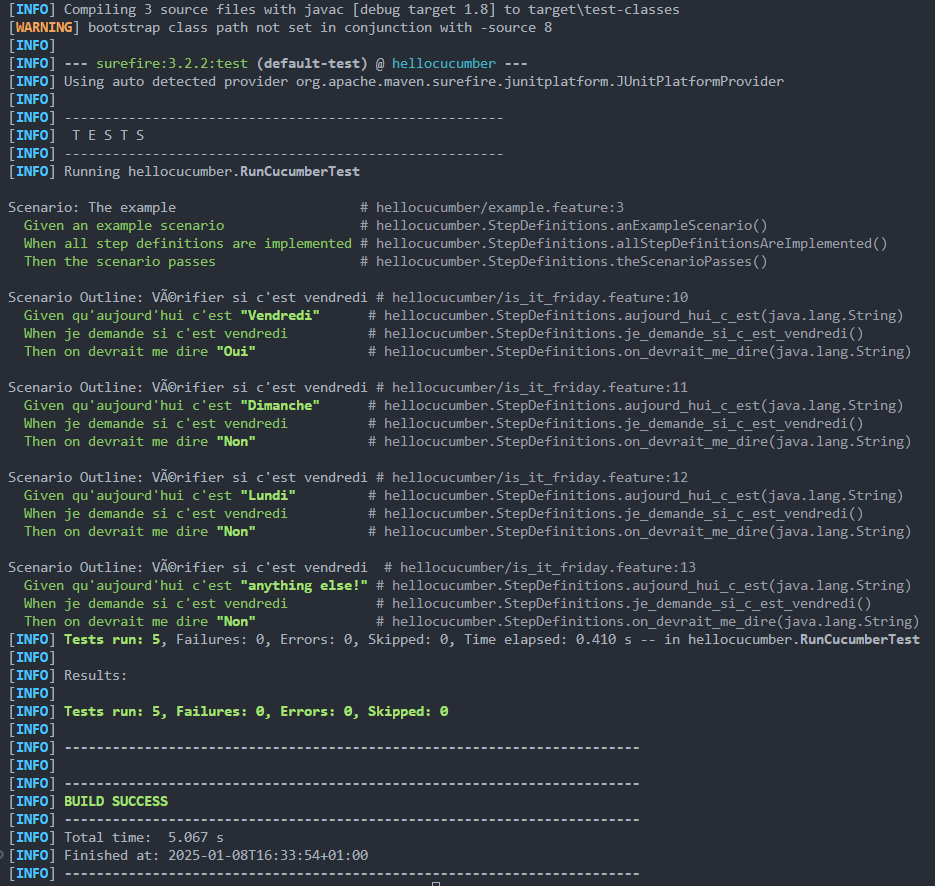 [INFO] Compiling 3 source files with javac [debug target 1.8] to target\test-classes
[WARNING] bootstrap class path not set in conjunction with -source 8
[INFO]
[INFO] --- surefire:3.2.2:test (default-test) @ hellocucumber ---
[INFO] Using auto detected provider org.apache.maven.surefire.junitplatform.JUnitPlatformProvider
[INFO]
[INFO] -------------------------------------------------------
[INFO]  T E S T S
[INFO] -------------------------------------------------------
[INFO] Running hellocucumber.RunCucumberTest

Scenario: The example                       # hellocucumber/example.feature:3
  Given an example scenario                 # hellocucumber.StepDefinitions.anExampleScenario()
  When all step definitions are implemented # hellocucumber.StepDefinitions.allStepDefinitionsAreImplemented()
  Then the scenario passes                  # hellocucumber.StepDefinitions.theScenarioPasses()

Scenario Outline: VÃ©rifier si c'est vendredi # hellocucumber/is_it_friday.feature:10
  Given qu'aujourd'hui c'est "Vendredi"      # hellocucumber.StepDefinitions.aujourd_hui_c_est(java.lang.String)
  When je demande si c'est vendredi          # hellocucumber.StepDefinitions.je_demande_si_c_est_vendredi()
  Then on devrait me dire "Oui"              # hellocucumber.StepDefinitions.on_devrait_me_dire(java.lang.String)

Scenario Outline: VÃ©rifier si c'est vendredi # hellocucumber/is_it_friday.feature:11
  Given qu'aujourd'hui c'est "Dimanche"      # hellocucumber.StepDefinitions.aujourd_hui_c_est(java.lang.String)
  When je demande si c'est vendredi          # hellocucumber.StepDefinitions.je_demande_si_c_est_vendredi()
  Then on devrait me dire "Non"              # hellocucumber.StepDefinitions.on_devrait_me_dire(java.lang.String)

Scenario Outline: VÃ©rifier si c'est vendredi # hellocucumber/is_it_friday.feature:12
  Given qu'aujourd'hui c'est "Lundi"         # hellocucumber.StepDefinitions.aujourd_hui_c_est(java.lang.String)
  When je demande si c'est vendredi          # hellocucumber.StepDefinitions.je_demande_si_c_est_vendredi()
  Then on devrait me dire "Non"              # hellocucumber.StepDefinitions.on_devrait_me_dire(java.lang.String)

Scenario Outline: VÃ©rifier si c'est vendredi  # hellocucumber/is_it_friday.feature:13
  Given qu'aujourd'hui c'est "anything else!" # hellocucumber.StepDefinitions.aujourd_hui_c_est(java.lang.String)
  When je demande si c'est vendredi           # hellocucumber.StepDefinitions.je_demande_si_c_est_vendredi()
  Then on devrait me dire "Non"               # hellocucumber.StepDefinitions.on_devrait_me_dire(java.lang.String)
[INFO] Tests run: 5, Failures: 0, Errors: 0, Skipped: 0, Time elapsed: 0.410 s -- in hellocucumber.RunCucumberTest
[INFO]
[INFO] Results:
[INFO]
[INFO] Tests run: 5, Failures: 0, Errors: 0, Skipped: 0
[INFO]
[INFO] ------------------------------------------------------------------------
[INFO]
[INFO] ------------------------------------------------------------------------
[INFO] BUILD SUCCESS
[INFO] ------------------------------------------------------------------------
[INFO] Total time:  5.067 s
[INFO] Finished at: 2025-01-08T16:33:54+01:00
[INFO] ------------------------------------------------------------------------